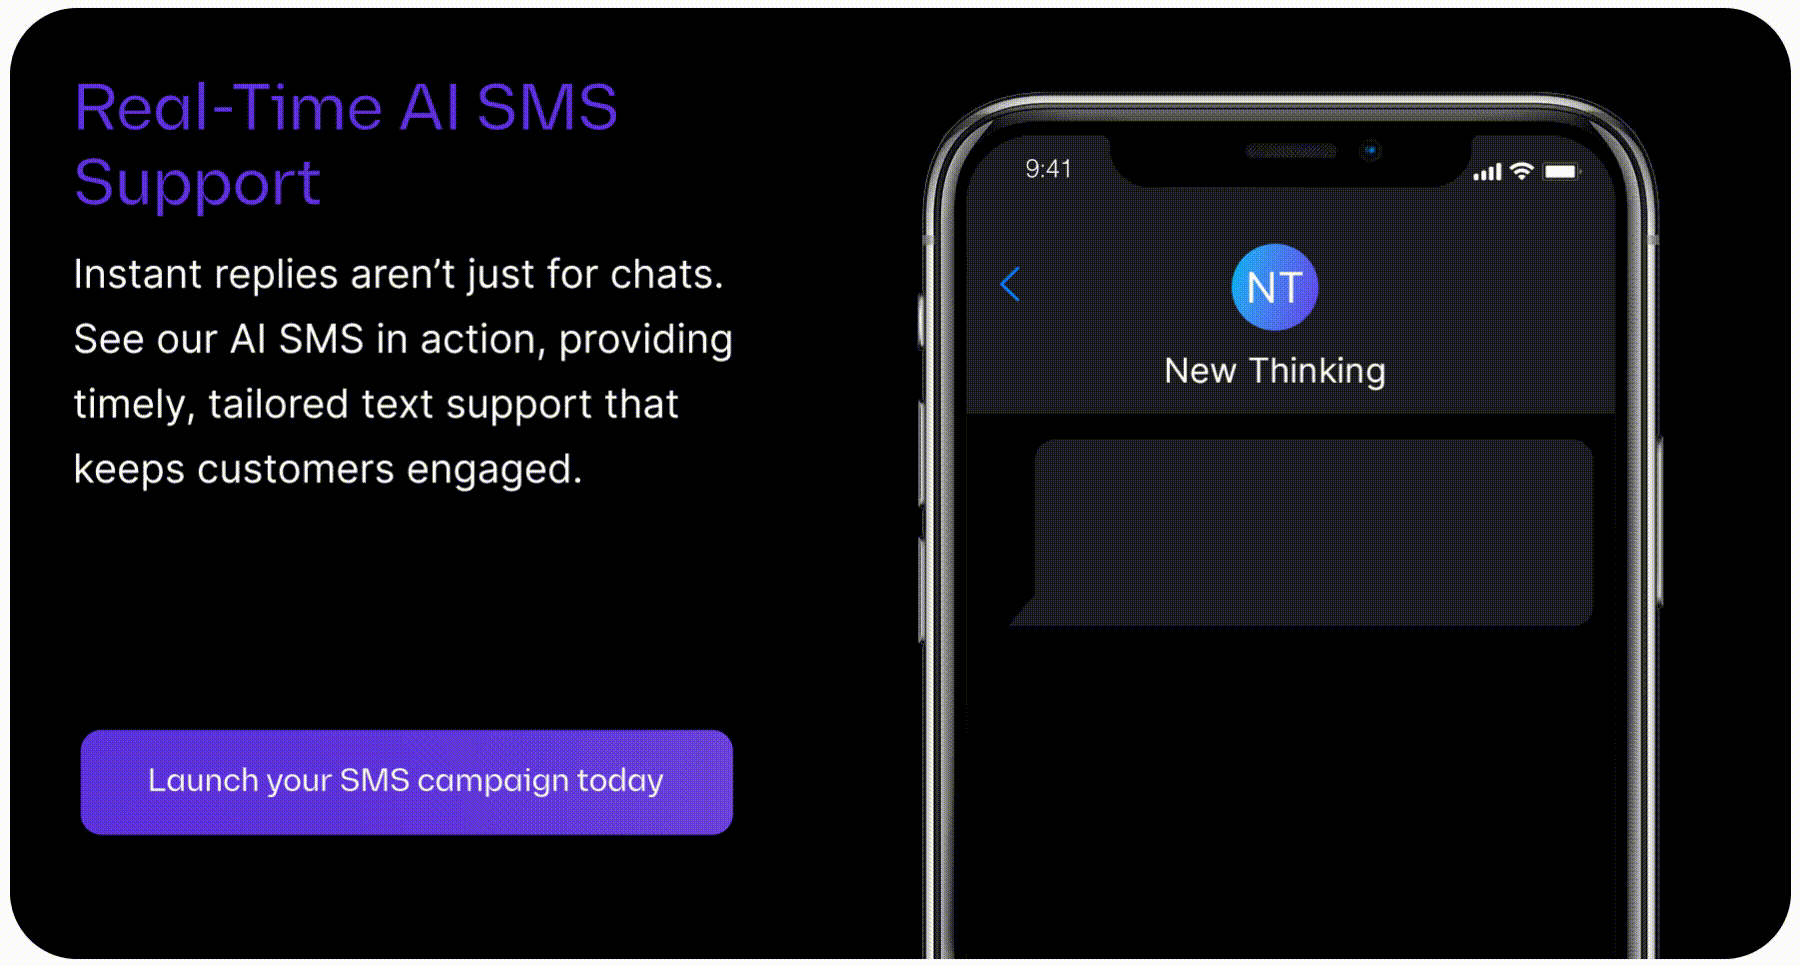 Real-Time AI SMS
Support
Instant replies aren’t just for chats.
See our AI SMS in action, providing
timely, tailored text support that
keeps customers engaged.
Launch your SMS campaign today
9:41
NT
New Thinking